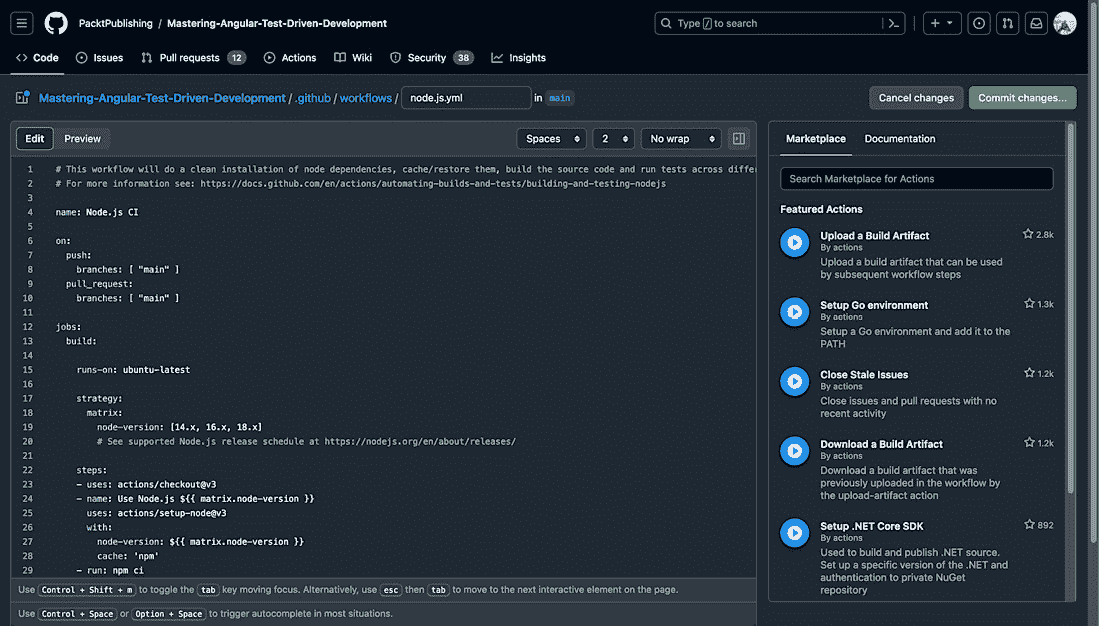 PacktPublishing / Mastering-Angular-Test-Driven-Development
Type / to search
Code Issues Pull requests 12 Actions Wiki Security 38 Insights
Mastering-Angular-Test-Driven-Development / .github / workflows / node.js.yml in main
Cancel changes Commit changes...
Edit Preview Spaces 2 No wrap
1 # This workflow will do a clean installation of node dependencies, cache/restore them, build the source code and run tests across diffe
2 # For more information see: https://docs.github.com/en/actions/automating-builds-and-tests/building-and-testing-nodejs
3
4 name: Node.js CI
5
6 on:
7 push:
8 branches: [ "main" ]
9 pull_request:
10 branches: [ "main" ]
11
12 jobs:
13 build:
14
15 runs-on: ubuntu-latest
16
17 strategy:
18 matrix:
19 node-version: [14.x, 16.x, 18.x]
20 # See supported Node.js release schedule at https://nodejs.org/en/about/releases/
21
22 steps:
23 - uses: actions/checkout@v3
24 - name: Use Node.js ${{ matrix.node-version }}
25 uses: actions/setup-node@v3
26 with:
27 node-version: ${{ matrix.node-version }}
28 cache: 'npm'
29 - run: npm ci
Use Control + Shift + m to toggle the tab key moving focus. Alternatively, use esc then tab to move to the next interactive element on the page.
Use Control + Space or Option + Space to trigger autocomplete in most situations.
Marketplace Documentation
Search Marketplace for Actions
Featured Actions
Upload a Build Artifact 2.8k
By actions
Upload a build artifact that can be used
by subsequent workflow steps
Setup Go environment 1.3k
By actions
Setup a Go environment and add it to the
PATH
Close Stale Issues 1.2k
By actions
Close issues and pull requests with no
recent activity
Download a Build Artifact 1.2k
By actions
Download a build artifact that was
previously uploaded in the workflow by
the upload-artifact action
Setup .NET Core SDK 892
By actions
Used to build and publish .NET source.
Set up a specific version of the .NET and
authentication to private NuGet
repository